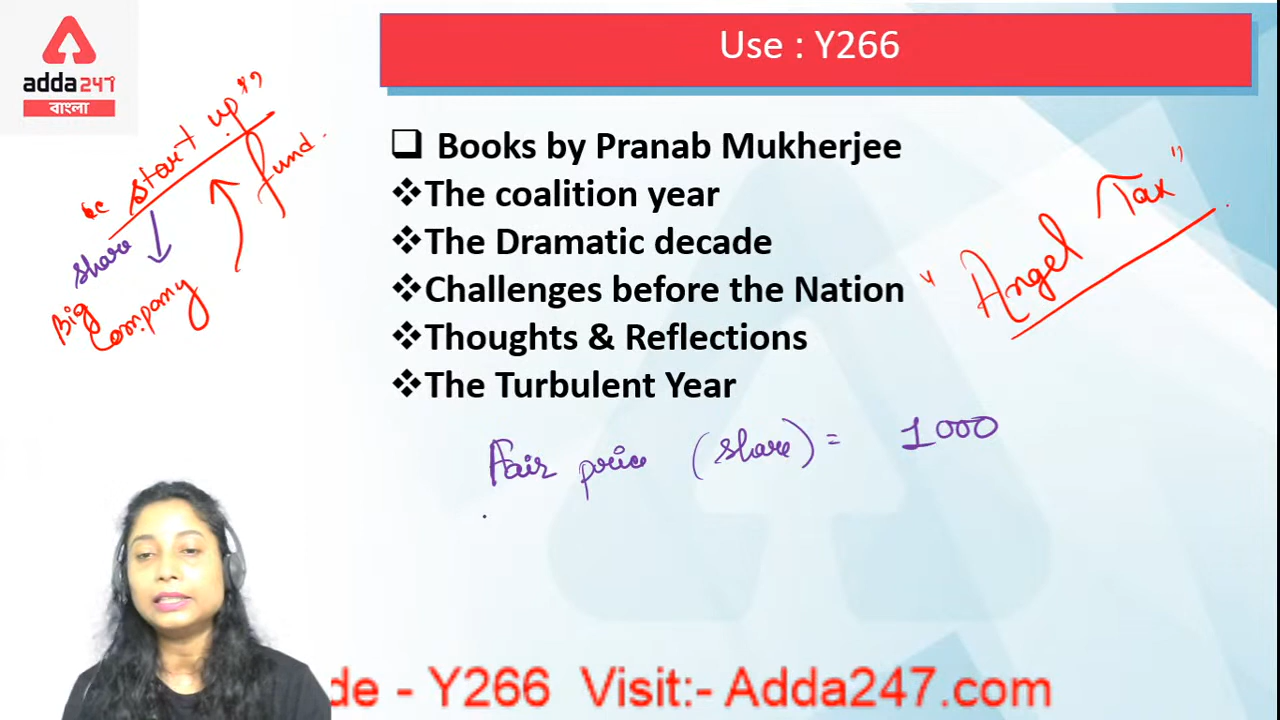 adda247
বাংলা
Use : Y266
Books by Pranab Mukherjee
The coalition year
The Dramatic decade
Challenges before the Nation
Thoughts & Reflections
The Turbulent Year
"start up"
fund.
share
Big
Company
"Angel Tax"
Fair price (share) = 1000
de - Y266 Visit:- Adda247.com